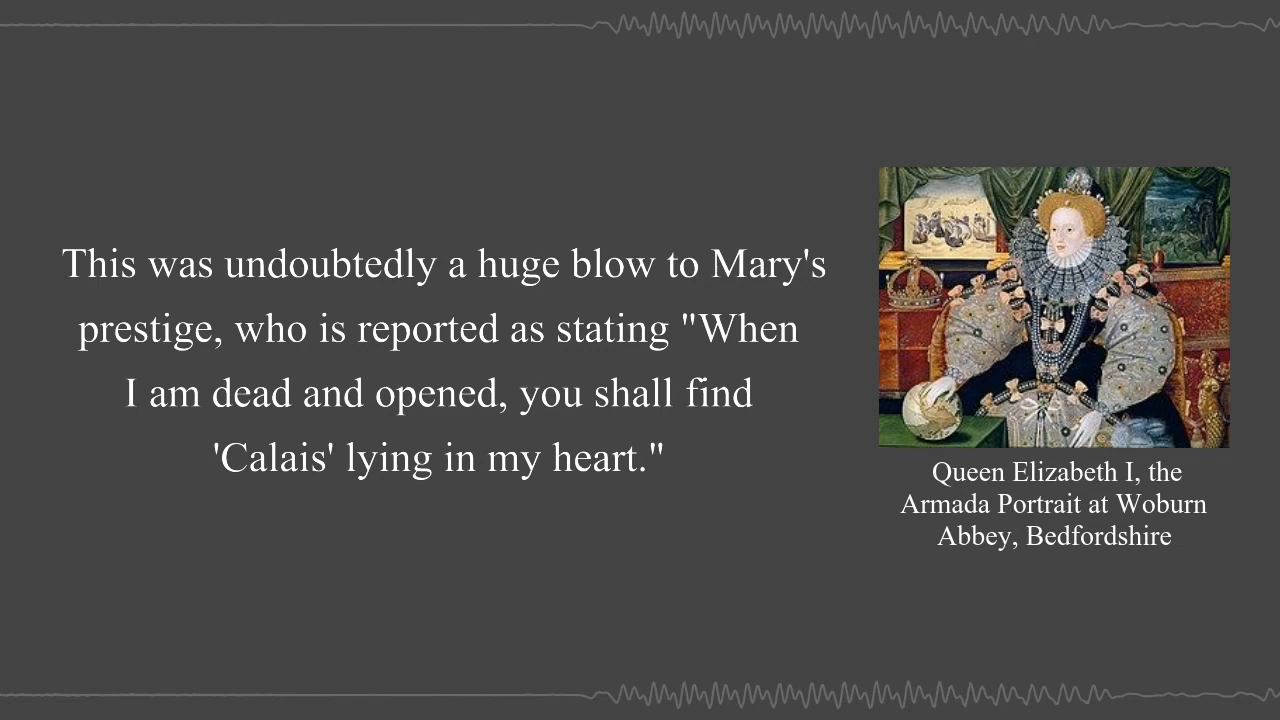 This was undoubtedly a huge blow to Mary's
prestige, who is reported as stating "When
I am dead and opened, you shall find
'Calais' lying in my heart."
Queen Elizabeth I, the
Armada Portrait at Woburn
Abbey, Bedfordshire